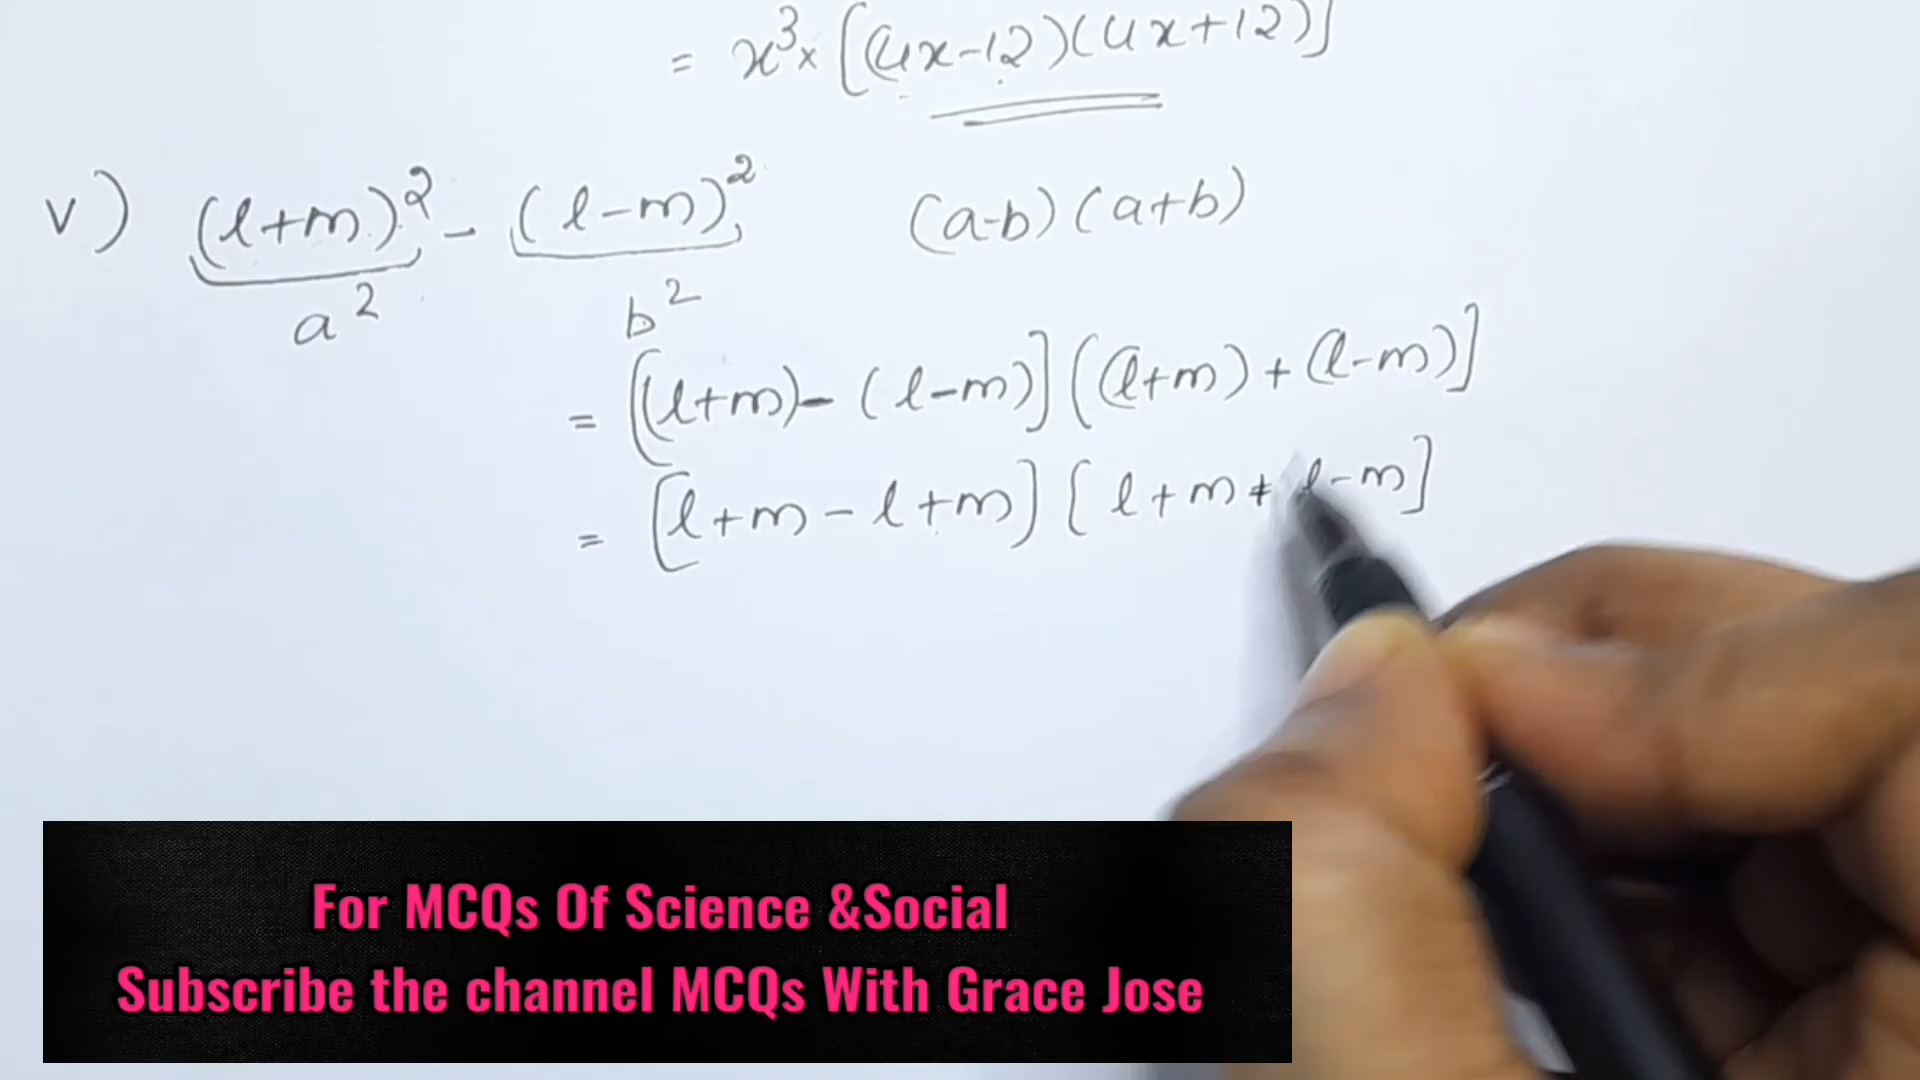 = x³× [(4x-12)(4x+12)]
v) (l+m)² - (l-m)² (a-b)(a+b)
a² b²
= [(l+m)-(l-m)] [(l+m)+(l-m)]
= [l+m-l+m] [l+m+l-m]
For MCQs Of Science &Social
Subscribe the channel MCQs With Grace Jose